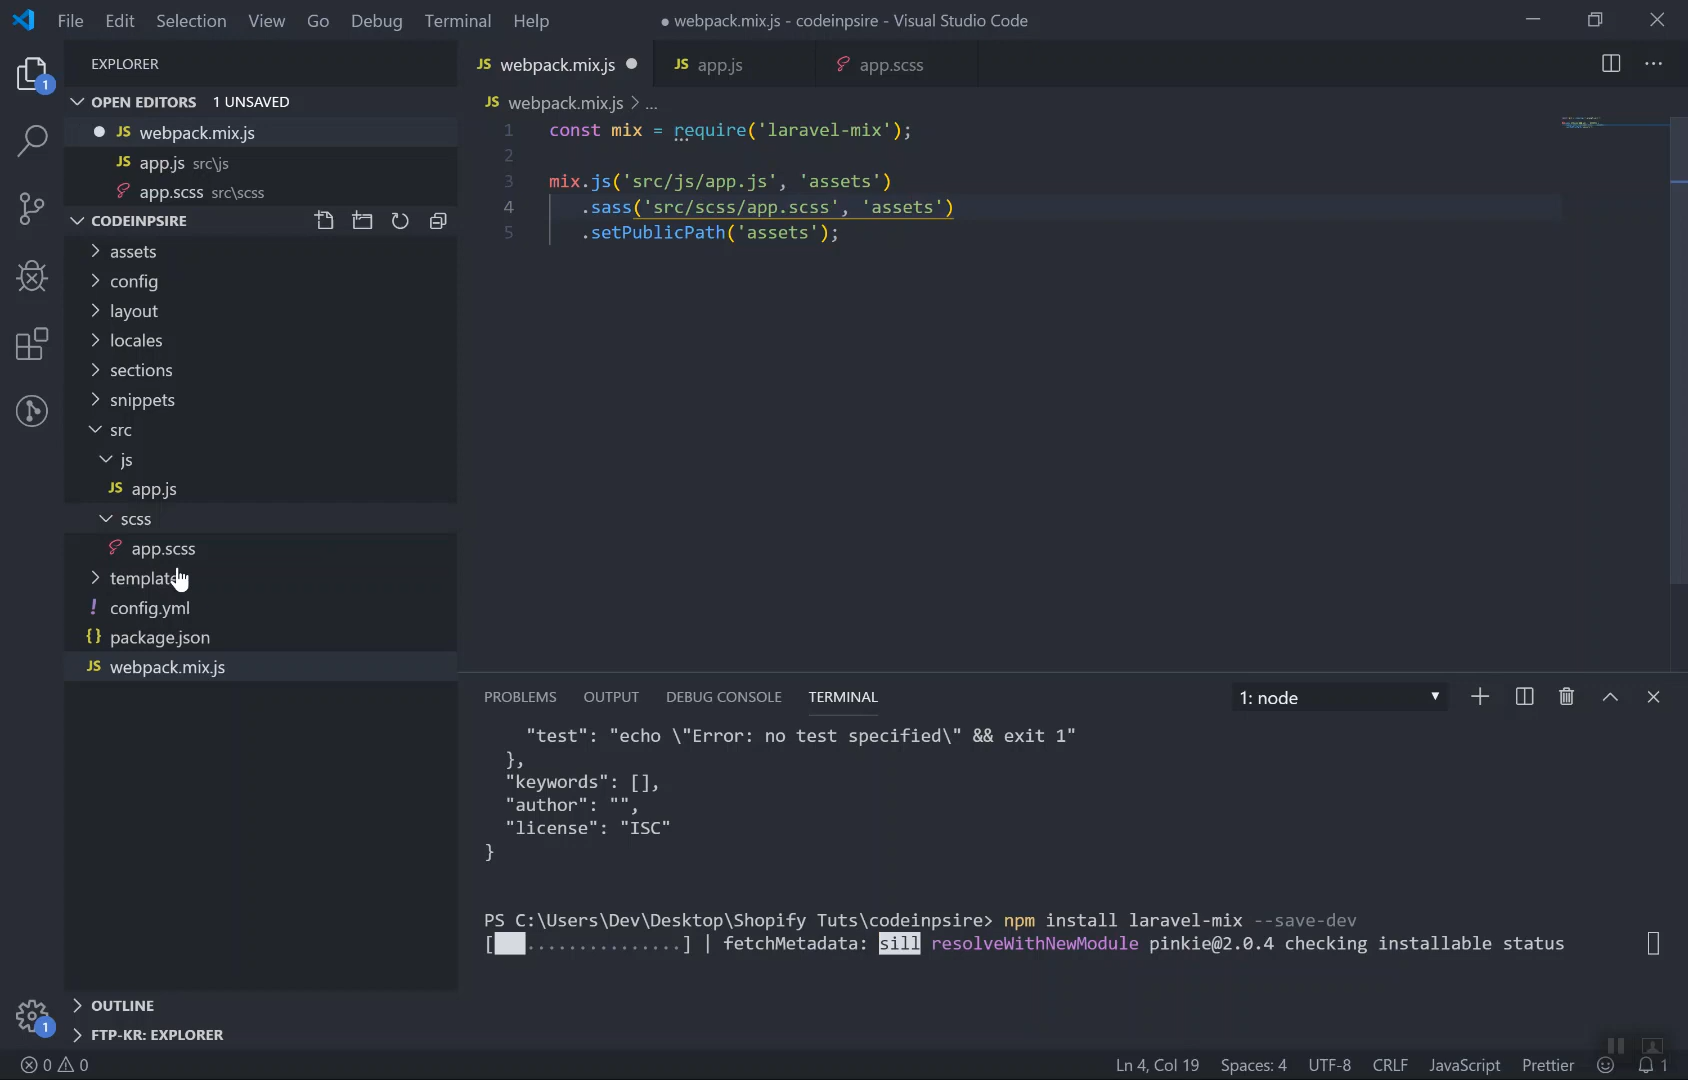 File Edit Selection View Go Debug Terminal Help
● webpack.mix.js - codeinpsire - Visual Studio Code
EXPLORER
JS webpack.mix.js
JS app.js
app.scss
OPEN EDITORS 1 UNSAVED
JS webpack.mix.js > ...
JS webpack.mix.js
JS app.js src\js
app.scss src\scss
CODEINPSIRE
assets
config
layout
locales
sections
snippets
src
js
JS app.js
scss
app.scss
template
! config.yml
{} package.json
JS webpack.mix.js
1 const mix = require('laravel-mix');
2
3 mix.js('src/js/app.js', 'assets')
4 .sass('src/scss/app.scss', 'assets')
5 .setPublicPath('assets');
PROBLEMS OUTPUT DEBUG CONSOLE TERMINAL
1: node
"test": "echo \"Error: no test specified\" && exit 1"
},
"keywords": [],
"author": "",
"license": "ISC"
}
PS C:\Users\Dev\Desktop\Shopify Tuts\codeinpsire> npm install laravel-mix --save-dev
[ ...............] | fetchMetadata: sill resolveWithNewModule pinkie@2.0.4 checking installable status
OUTLINE
FTP-KR: EXPLORER
1
1
0 0
Ln 4, Col 19 Spaces: 4 UTF-8 CRLF JavaScript Prettier 1